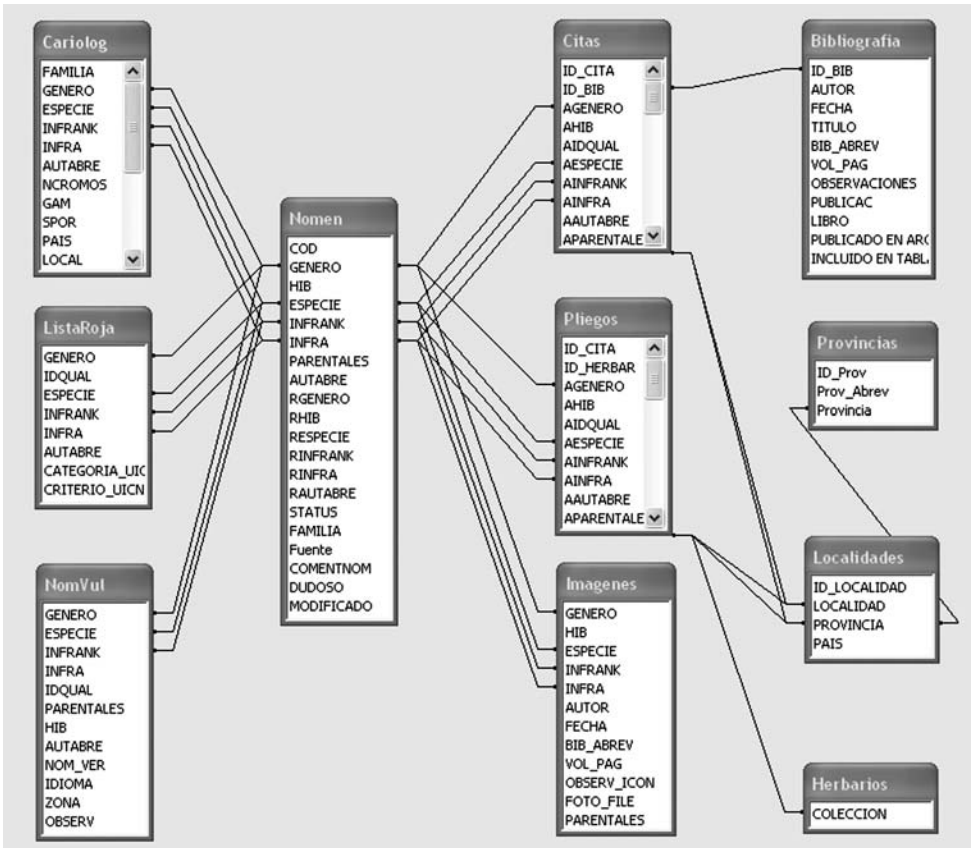 Cariolog
FAMILIA
GENERO
ESPECIE
INFRANK
INFRA
AUTABRE
NCROMOS
GAM
SPOR
PAIS
LOCAL
ListaRoja
GENERO
IDQUAL
ESPECIE
INFRANK
INFRA
AUTABRE
CATEGORIA_UIC
CRITERIO_UICN
NomVul
GENERO
ESPECIE
INFRANK
INFRA
IDQUAL
PARENTALES
HIB
AUTABRE
NOM_VER
IDIOMA
ZONA
OBSERV
Nomen
COD
GENERO
HIB
ESPECIE
INFRANK
INFRA
PARENTALES
AUTABRE
RGENERO
RHIB
RESPECIE
RINFRANK
RINFRA
RAUTABRE
STATUS
FAMILIA
Fuente
COMENTNOM
DUDOSO
MODIFICADO
Citas
ID_CITA
ID_BIB
AGENERO
AHIB
AIDQUAL
AESPECIE
AINFRANK
AINFRA
AAUTABRE
APARENTALE
Pliegos
ID_CITA
ID_HERBAR
AGENERO
AHIB
AIDQUAL
AESPECIE
AINFRANK
AINFRA
AAUTABRE
APARENTALE
Imagenes
GENERO
HIB
ESPECIE
INFRANK
INFRA
AUTOR
FECHA
BIB_ABREV
VOL_PAG
OBSERV_ICON
FOTO_FILE
PARENTALES
Bibliografia
ID_BIB
AUTOR
FECHA
TITULO
BIB_ABREV
VOL_PAG
OBSERVACIONES
PUBLICAC
LIBRO
PUBLICADO EN ARC
INCLUIDO EN TABL
Provincias
ID_Prov
Prov_Abrev
Provincia
Localidades
ID_LOCALIDAD
LOCALIDAD
PROVINCIA
PAIS
Herbarios
COLECCION